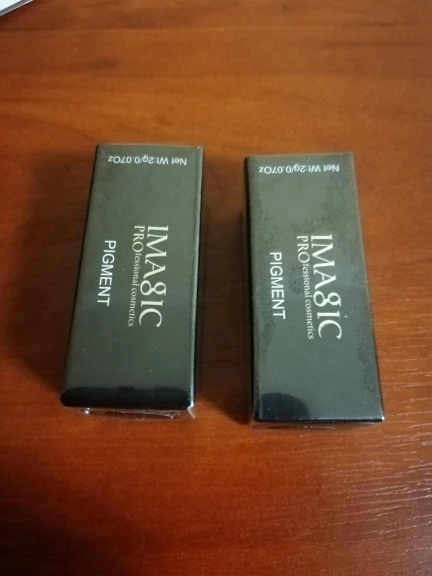 Net Wt:2g/0.07Oz
IMAGIC
PROfessional cosmetics
PIGMENT
Net Wt:2g/0.07Oz
IMAGIC
PROfessional cosmetics
PIGMENT